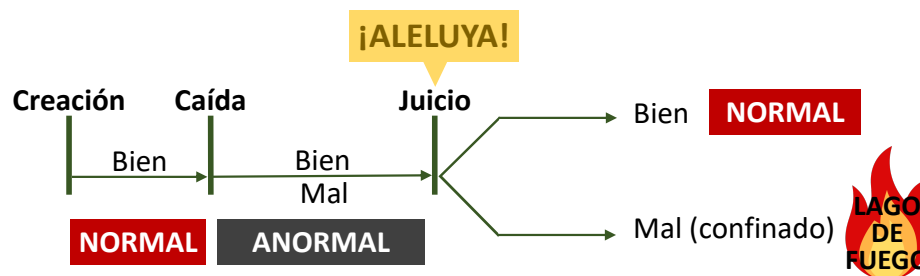 ¡ALELUYA!
Creación Caída Juicio
Bien Bien
Mal
NORMAL ANORMAL
Bien NORMAL
Mal (confinado)
LAGO
DE
FUEGO